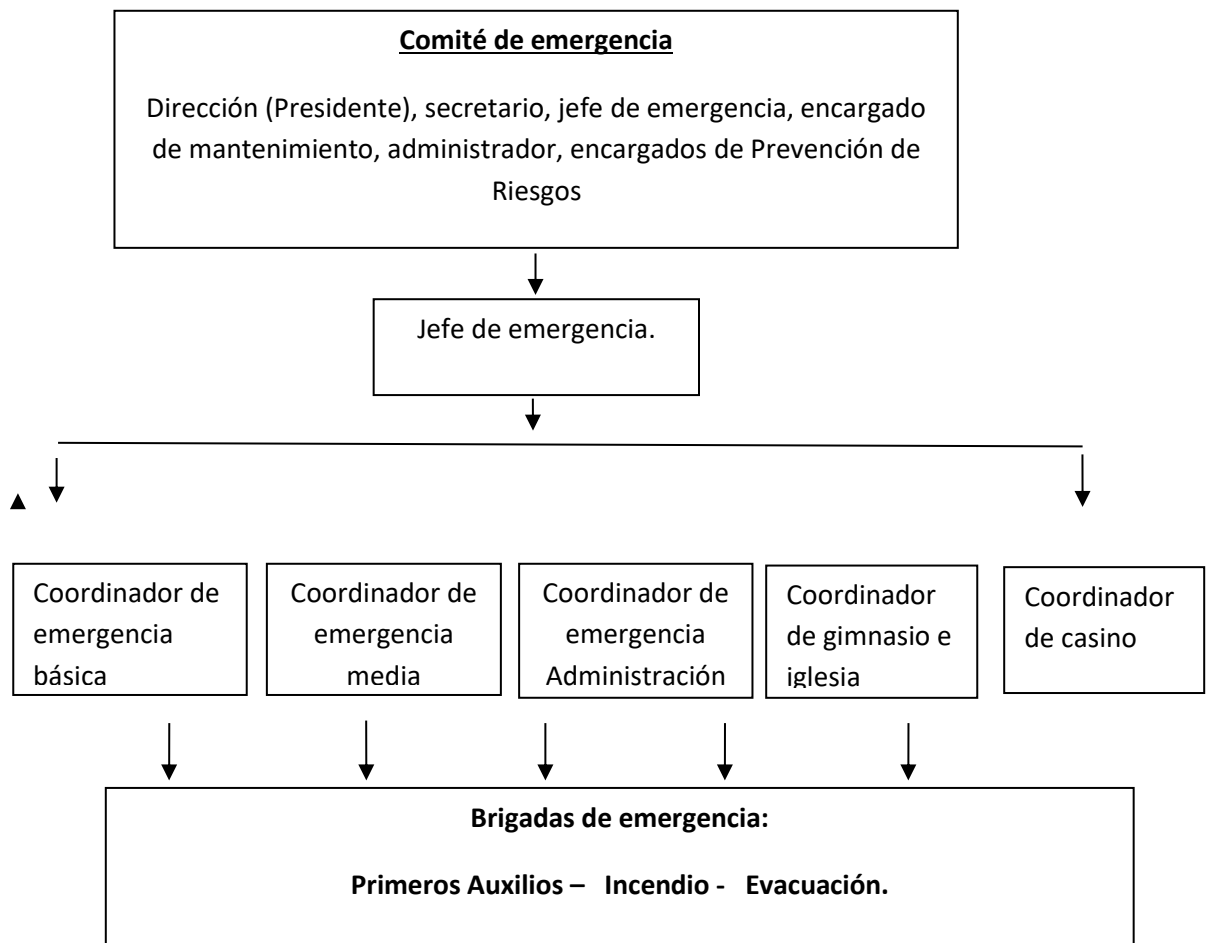 Comité de emergencia
Dirección (Presidente), secretario, jefe de emergencia, encargado
de mantenimiento, administrador, encargados de Prevención de
Riesgos
Jefe de emergencia.
Coordinador de
emergencia
básica
Coordinador de
emergencia
media
Coordinador de
emergencia
Administración
Coordinador
de gimnasio e
iglesia
Coordinador
de casino
Brigadas de emergencia:
Primeros Auxilios – Incendio - Evacuación.